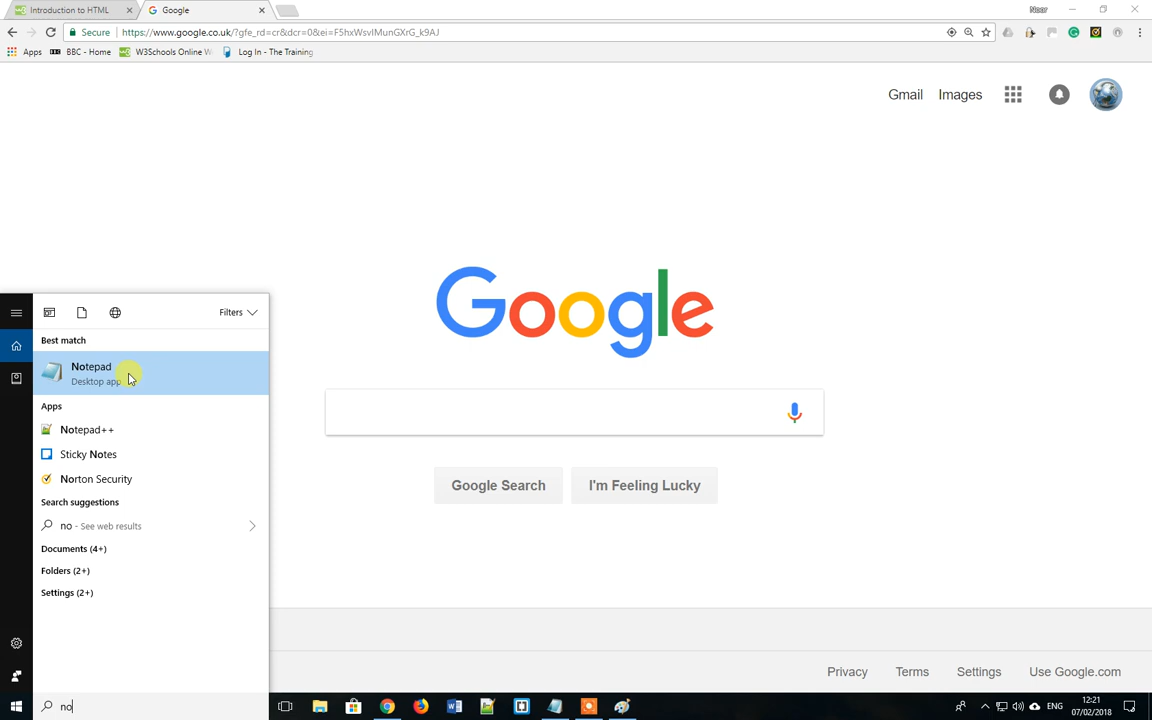 Introduction to HTML
Google
Noor
Secure
https://www.google.co.uk/?gfe_rd=cr&dcr=0&ei=F5hxWsvIMunGXrG_k9AJ
Apps
BBC - Home
W3Schools Online W
Log In - The Training
Gmail
Images
Google
Google Search
I'm Feeling Lucky
Privacy
Terms
Settings
Use Google.com
Filters
Best match
Notepad
Desktop app
Apps
Notepad++
Sticky Notes
Norton Security
Search suggestions
no - See web results
Documents (4+)
Folders (2+)
Settings (2+)
no
ENG
12:21
07/02/2018